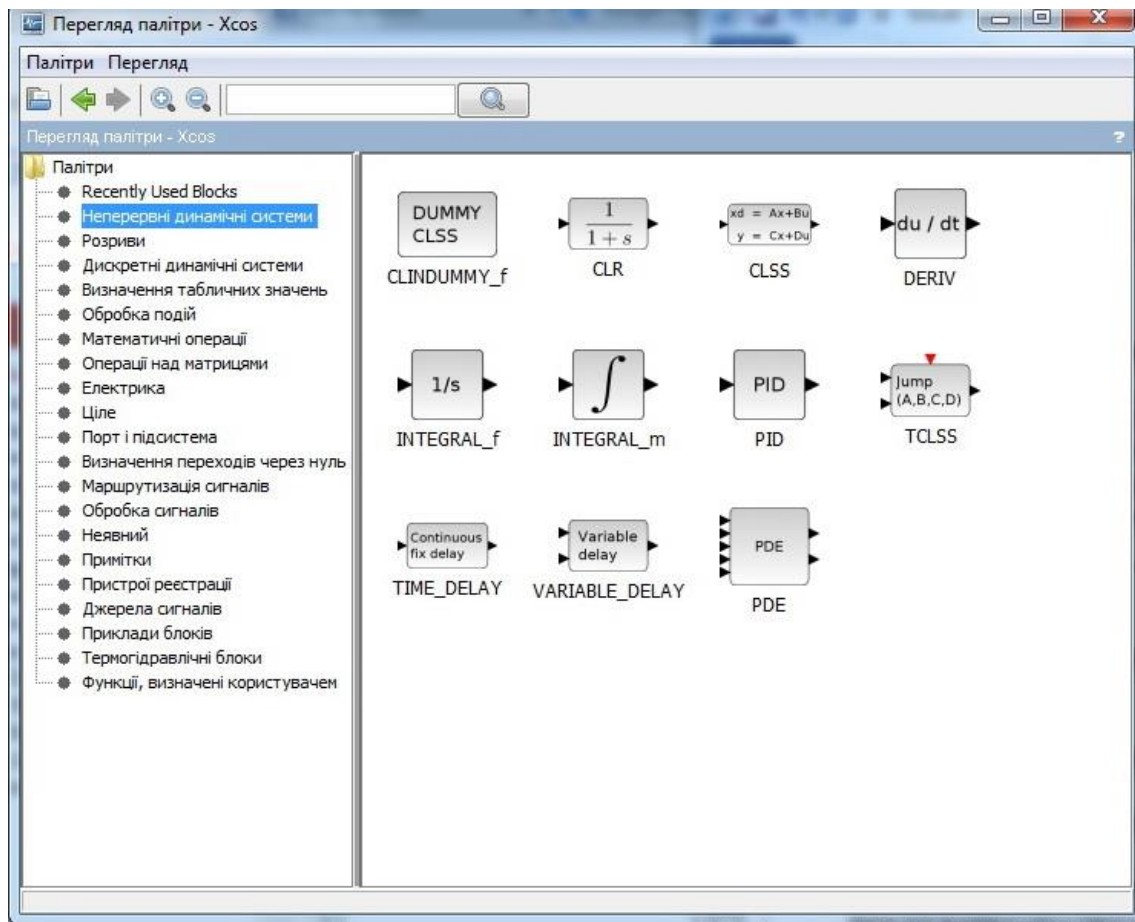 Перегляд палітри - Xcos
Палітри Перегляд
Перегляд палітри - Xcos ?
Палітри
Recently Used Blocks
Неперервні динамічні системи
Розриви
Дискретні динамічні системи
Визначення табличних значень
Обробка подій
Математичні операції
Операції над матрицями
Електрика
Ціле
Порт і підсистема
Визначення переходів через нуль
Маршрутизація сигналів
Обробка сигналів
Неявний
Примітки
Пристрої реєстрації
Джерела сигналів
Приклади блоків
Термогідравлічні блоки
Функції, визначені користувачем
DUMMY
CLSS
CLINDUMMY_f
1
1 + s
CLR
xd = Ax+Bu
y = Cx+Du
CLSS
du / dt
DERIV
1/s
INTEGRAL_f
∫
INTEGRAL_m
PID
PID
Jump
(A,B,C,D)
TCLSS
Continuous
fix delay
TIME_DELAY
Variable
delay
VARIABLE_DELAY
PDE
PDE